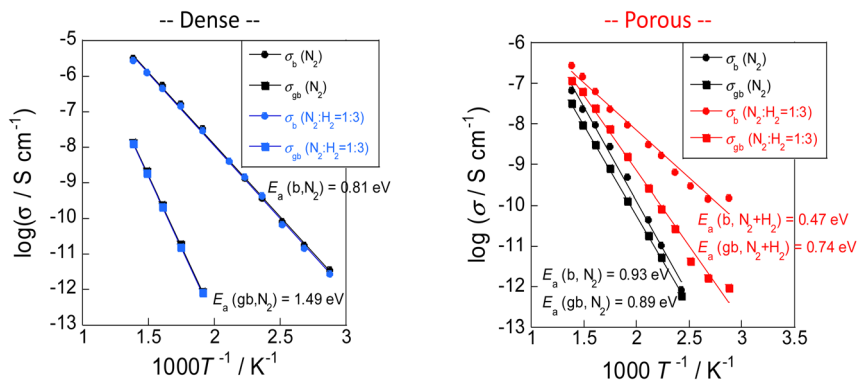 -- Dense --
-5
-6
-7
-8
-9
-10
-11
-12
-13
log(σ / S cm⁻¹)
σb (N₂)
σgb (N₂)
σb (N₂:H₂=1:3)
σgb (N₂:H₂=1:3)
Ea (b,N₂) = 0.81 eV
Ea (gb,N₂) = 1.49 eV
1 1.5 2 2.5 3
1000T ⁻¹ / K⁻¹
-- Porous --
-6
-7
-8
-9
-10
-11
-12
-13
log (σ / S cm⁻¹)
σb (N₂)
σgb (N₂)
σb (N₂:H₂=1:3)
σgb (N₂:H₂=1:3)
Ea (b, N₂+H₂) = 0.47 eV
Ea (gb, N₂+H₂) = 0.74 eV
Ea (b, N₂) = 0.93 eV
Ea (gb, N₂) = 0.89 eV
1 1.5 2 2.5 3 3.5
1000 T ⁻¹ / K⁻¹